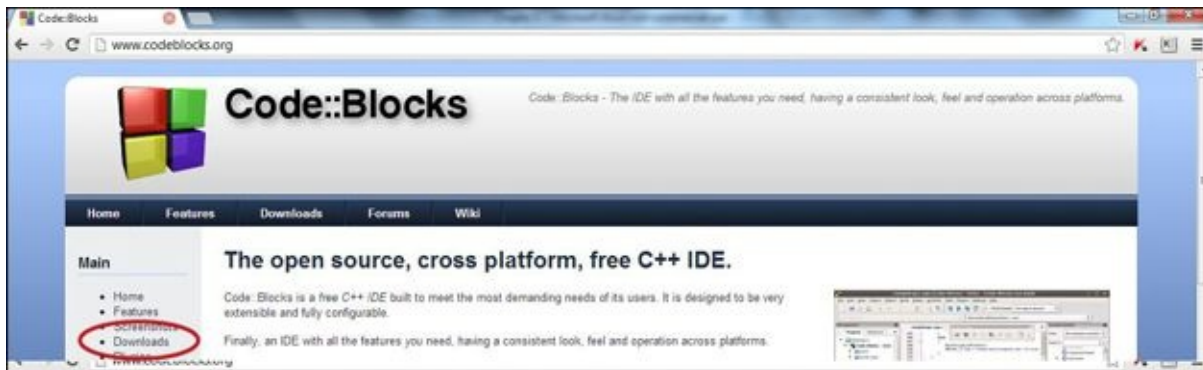 Code::Blocks
www.codeblocks.org
Code::Blocks
Code::Blocks - The IDE with all the features you need, having a consistent look, feel and operation across platforms.
Home Features Downloads Forums Wiki
Main
The open source, cross platform, free C++ IDE.
Home
Features
Screenshots
Downloads
Code::Blocks is a free C++ IDE built to meet the most demanding needs of its users. It is designed to be very
extensible and fully configurable.
Finally, an IDE with all the features you need, having a consistent look, feel and operation across platforms.
www.codeblocks.org